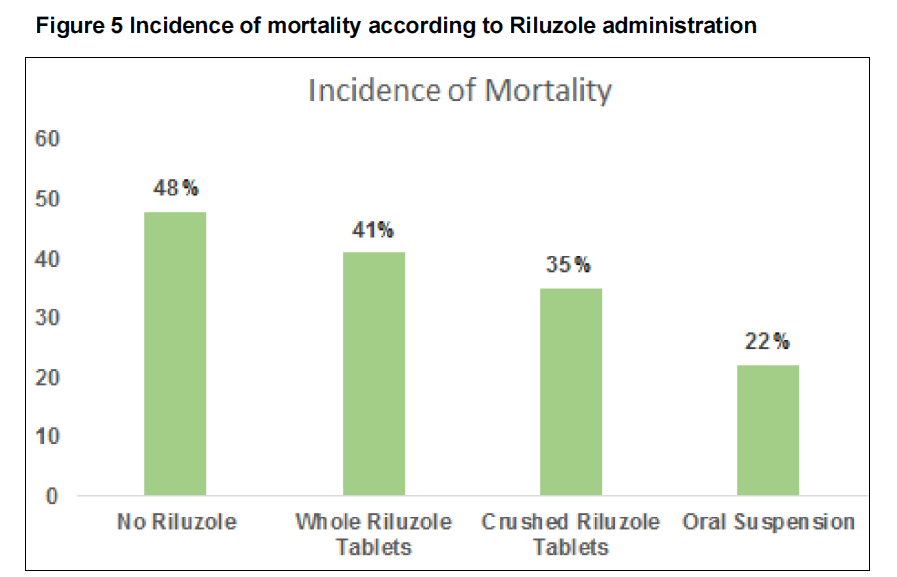 Figure 5 Incidence of mortality according to Riluzole administration
Incidence of Mortality
60
50
40
30
20
10
0
48%
41%
35%
22%
No Riluzole
Whole Riluzole
Tablets
Crushed Riluzole
Tablets
Oral Suspension